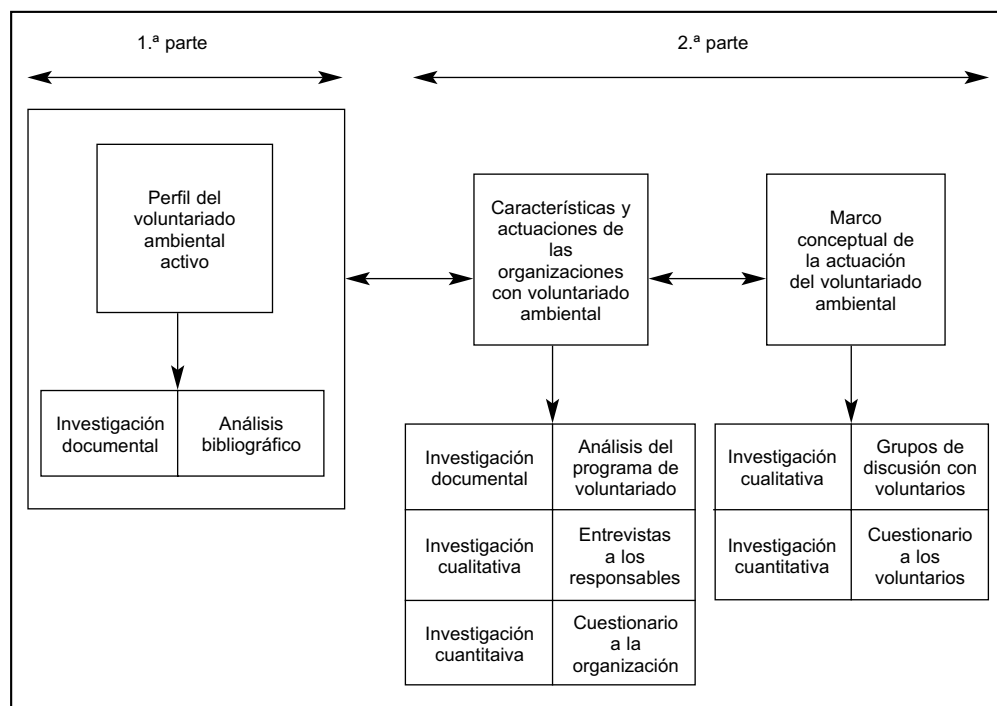 1.ª parte
2.ª parte
Perfil del
voluntariado
ambiental
activo
Investigación
documental
Análisis
bibliográfico
Características y
actuaciones de
las
organizaciones
con voluntariado
ambiental
Marco
conceptual de
la actuación
del voluntariado
ambiental
Investigación
documental
Análisis del
programa de
voluntariado
Investigación
cualitativa
Entrevistas
a los
responsables
Investigación
cuantitaiva
Cuestionario
a la
organización
Investigación
cualitativa
Grupos de
discusión con
voluntarios
Investigación
cuantitativa
Cuestionario
a los
voluntarios